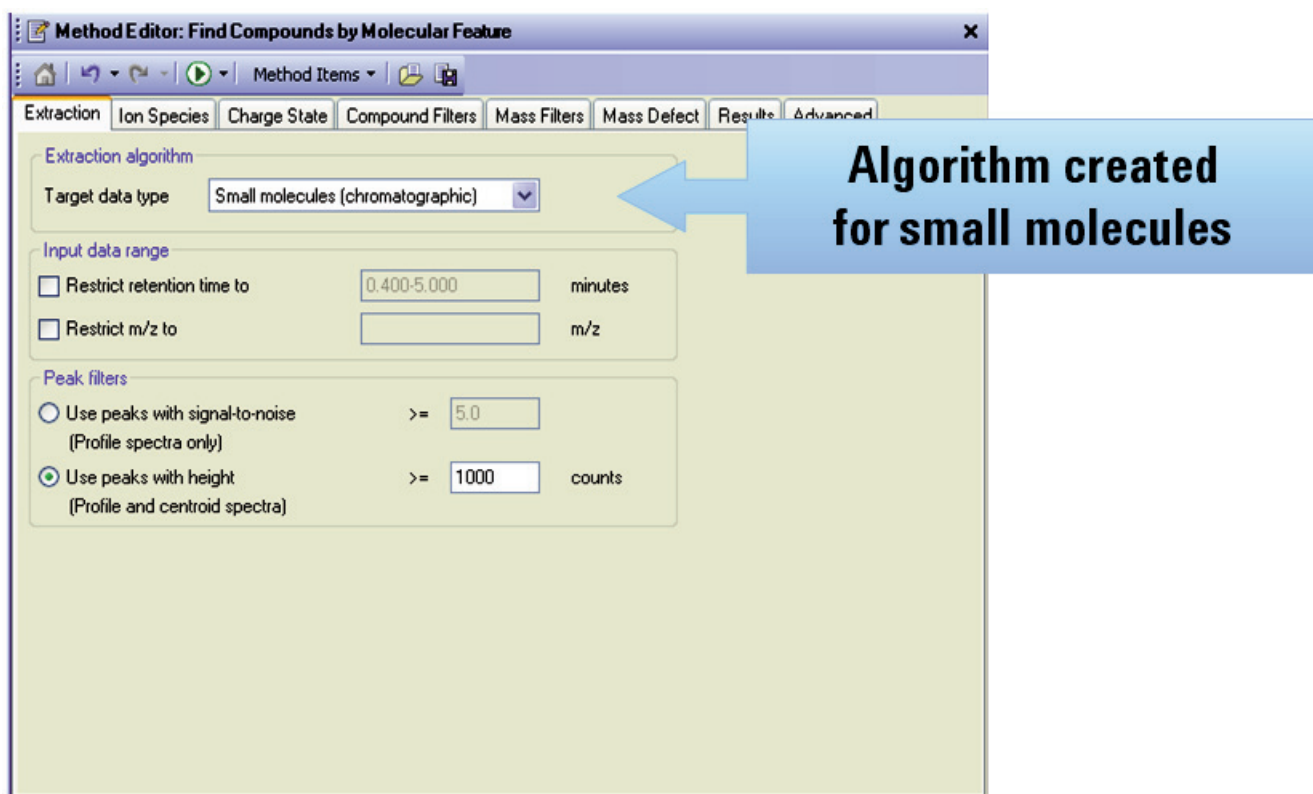 Method Editor: Find Compounds by Molecular Feature
Method Items
Extraction Ion Species Charge State Compound Filters Mass Filters Mass Defect Results Advanced
Algorithm created
for small molecules
Extraction algorithm
Target data type Small molecules (chromatographic)
Input data range
Restrict retention time to 0.400-5.000 minutes
Restrict m/z to m/z
Peak filters
Use peaks with signal-to-noise >= 5.0
(Profile spectra only)
Use peaks with height >= 1000 counts
(Profile and centroid spectra)